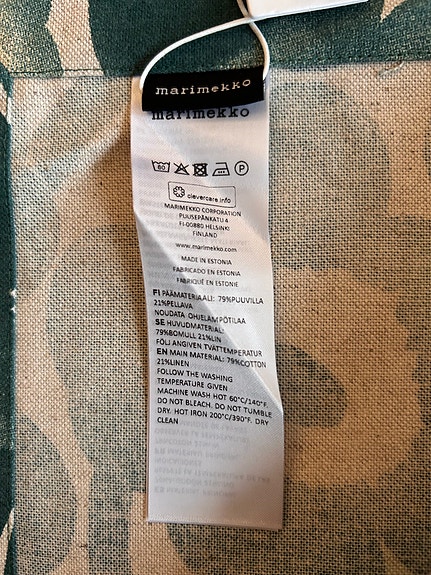 marimekko
marimekko
60 P
clevercare.info
MARIMEKKO CORPORATION
PUUSEPÄNKATU 4
FI-00880 HELSINKI
FINLAND
www.marimekko.com
MADE IN ESTONIA
FABRICADO EN ESTONIA
FABRIQUÉ EN ESTONIE
FI PÄÄMATERIAALI: 79%PUUVILLA
21%PELLAVA
NOUDATA OHJELAMPÖTILAA
SE HUVUDMATERIAL:
79%BOMULL 21%LIN
FÖLJ ANGIVEN TVÄTTEMPERATUR
EN MAIN MATERIAL: 79%COTTON
21%LINEN
FOLLOW THE WASHING
TEMPERATURE GIVEN
MACHINE WASH HOT 60°C/140°F.
DO NOT BLEACH. DO NOT TUMBLE
DRY. HOT IRON 200°C/390°F. DRY
CLEAN